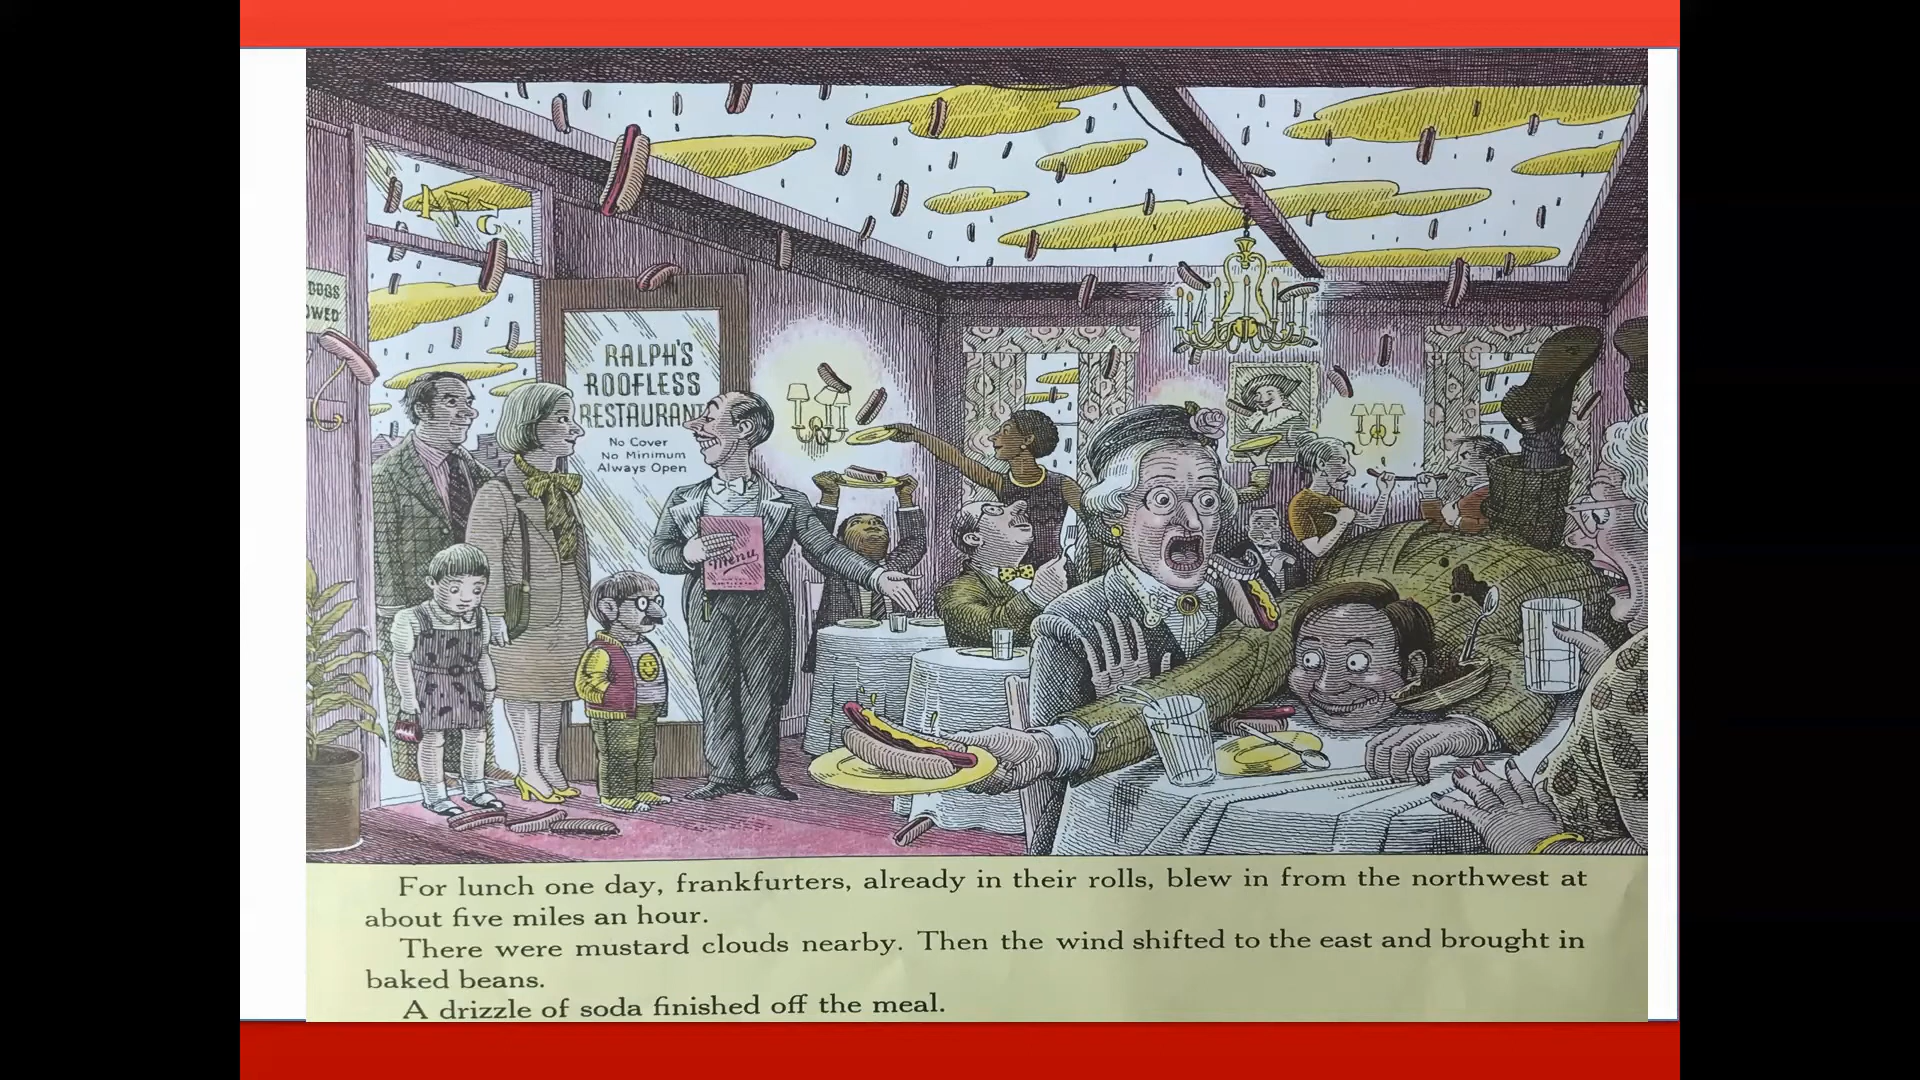 DOGS
RALPH'S
ROOFLESS
RESTAURANT
No Cover
No Minimum
Always Open
Menu
For lunch one day, frankfurters, already in their rolls, blew in from the northwest at
about five miles an hour.
There were mustard clouds nearby. Then the wind shifted to the east and brought in
baked beans.
A drizzle of soda finished off the meal.